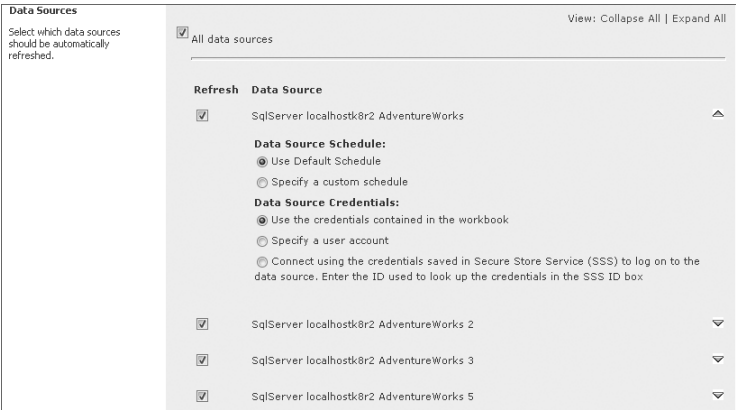 Data Sources
Select which data sources
should be automatically
refreshed.
View: Collapse All | Expand All
All data sources
Refresh Data Source
SqlServer localhostk8r2 AdventureWorks
Data Source Schedule:
Use Default Schedule
Specify a custom schedule
Data Source Credentials:
Use the credentials contained in the workbook
Specify a user account
Connect using the credentials saved in Secure Store Service (SSS) to log on to the
data source. Enter the ID used to look up the credentials in the SSS ID box
SqlServer localhostk8r2 AdventureWorks 2
SqlServer localhostk8r2 AdventureWorks 3
SqlServer localhostk8r2 AdventureWorks 5